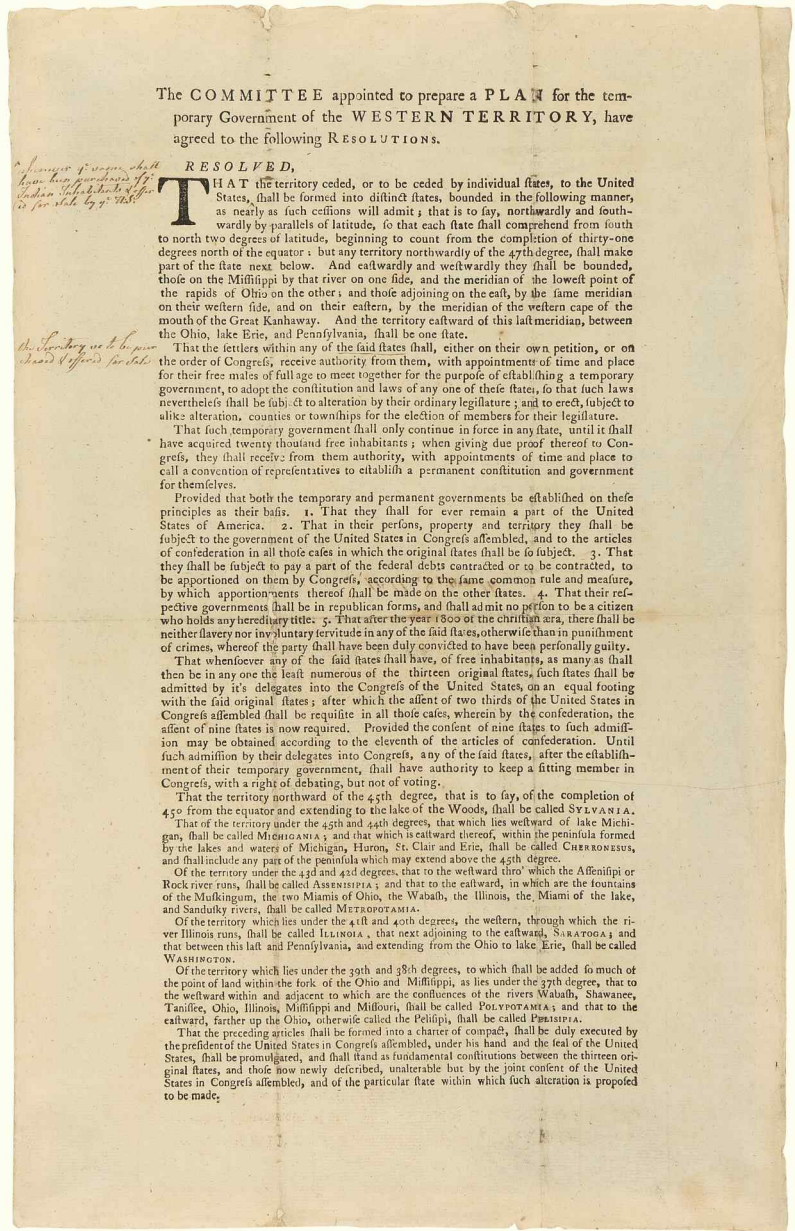 The COMMITTEE appointed to prepare a PLAN for the tem-
porary Government of the WESTERN TERRITORY, have
agreed to the following RESOLUTIONS.
ye same ſhall
have been purchased of ye
Indian Inhabitants & offer
for sale by ye U.S.
RESOLVED,
THAT the territory ceded, or to be ceded by individual ſtates, to the United
States,‸ ſhall be formed into diſtinct ſtates, bounded in the following manner,
as nearly as ſuch ceſſions will admit; that is to ſay, northwardly and ſouth-
wardly by parallels of latitude, ſo that each ſtate ſhall comprehend from ſouth
to north two degrees of latitude, beginning to count from the completion of thirty-one
degrees north of the equator: but any territory northwardly of the 47th degree, ſhall make
part of the ſtate next below. And eaſtwardly and weſtwardly they ſhall be bounded,
thoſe on the Miſſiſippi by that river on one ſide, and the meridian of the loweſt point of
the rapids of Ohio on the other; and thoſe adjoining on the eaſt, by the ſame meridian
on their weſtern ſide, and on their eaſtern, by the meridian of the weſtern cape of the
mouth of the Great Kanhaway. And the territory eaſtward of this laſt meridian, between
the Ohio, lake Erie, and Pennſylvania, ſhall be one ſtate.
the Territory so to be pur
chased & offered for sale
That the ſettlers within any of the ſaid ſtates ſhall, either on their own petition, or on
the order of Congreſs, receive authority from them, with appointments of time and place
for their free males of full age to meet together for the purpoſe of eſtabliſhing a temporary
government, to adopt the conſtitution and laws of any one of theſe ſtates, ſo that ſuch laws
nevertheleſs ſhall be ſubject to alteration by their ordinary legiſlature; and to erect, ſubject to
alike alteration, counties or townſhips for the election of members for their legiſlature.
That ſuch temporary government ſhall only continue in force in any ſtate, until it ſhall
have acquired twenty thouſand free inhabitants; when giving due proof thereof to Con-
greſs, they ſhall receive from them authority, with appointments of time and place to
call a convention of repreſentatives to eſtabliſh a permanent conſtitution and government
for themſelves.
Provided that both the temporary and permanent governments be eſtabliſhed on theſe
principles as their baſis. 1. That they ſhall for ever remain a part of the United
States of America. 2. That in their perſons, property and territory they ſhall be
ſubject to the government of the United States in Congreſs aſſembled, and to the articles
of confederation in all thoſe caſes in which the original ſtates ſhall be ſo ſubject. 3. That
they ſhall be ſubject to pay a part of the federal debts contracted or to be contracted, to
be apportioned on them by Congreſs, according to the ſame common rule and meaſure,
by which apportionments thereof ſhall be made on the other ſtates. 4. That their reſ-
pective governments ſhall be in republican forms, and ſhall admit no perſon to be a citizen
who holds any hereditary title. 5. That after the year 1800 of the chriſtian æra, there ſhall be
neither ſlavery nor involuntary ſervitude in any of the ſaid ſtates, otherwiſe than in puniſhment
of crimes, whereof the party ſhall have been duly convicted to have been perſonally guilty.
That whenſoever any of the ſaid ſtates ſhall have, of free inhabitants, as many as ſhall
then be in any one the leaſt numerous of the thirteen original ſtates, ſuch ſtates ſhall be
admitted by it's delegates into the Congreſs of the United States, on an equal footing
with the ſaid original ſtates; after which the aſſent of two thirds of the United States in
Congreſs aſſembled ſhall be requiſite in all thoſe caſes, wherein by the confederation, the
aſſent of nine ſtates is now required. Provided the conſent of nine ſtates to ſuch admiſſ-
ion may be obtained according to the eleventh of the articles of confederation. Until
ſuch admiſſion by their delegates into Congreſs, any of the ſaid ſtates, after the eſtabliſh-
ment of their temporary government, ſhall have authority to keep a ſitting member in
Congreſs, with a right of debating, but not of voting.
That the territory northward of the 45th degree, that is to ſay, of the completion of
45° from the equator and extending to the lake of the Woods, ſhall be called SYLVANIA.
That of the territory under the 45th and 44th degrees, that which lies weſtward of lake Michi-
gan, ſhall be called MICHIGANIA; and that which is eaſtward thereof, within the peninſula formed
by the lakes and waters of Michigan, Huron, St. Clair and Erie, ſhall be called CHERRONESUS,
and ſhall include any part of the peninſula which may extend above the 45th degree.
Of the territory under the 43d and 42d degrees, that to the weſtward thro' which the Aſſeniſipi or
Rock river runs, ſhall be called ASSENISIPIA; and that to the eaſtward, in which are the fountains
of the Muſkingum, the two Miamis of Ohio, the Wabaſh, the Illinois, the Miami of the lake,
and Sanduſky rivers, ſhall be called METROPOTAMIA.
Of the territory which lies under the 41ſt and 40th degrees, the weſtern, through which the ri-
ver Illinois runs, ſhall be called ILLINOIA, that next adjoining to the eaſtward, SARATOGA; and
that between this laſt and Pennſylvania, and extending from the Ohio to lake Erie, ſhall be called
WASHINGTON.
Of the territory which lies under the 39th and 38th degrees, to which ſhall be added ſo much of
the point of land within the fork of the Ohio and Miſſiſippi, as lies under the 37th degree, that to
the weſtward within and adjacent to which are the confluences of the rivers Wabaſh, Shawanee,
Taniſſee, Ohio, Illinois, Miſſiſippi and Miſſouri, ſhall be called POLYPOTAMIA; and that to the
eaſtward, farther up the Ohio, otherwiſe called the Peliſipi, ſhall be called PELISIPIA.
That the preceding articles ſhall be formed into a charter of compact, ſhall be duly executed by
the preſident of the United States in Congreſs aſſembled, under his hand and the ſeal of the United
States, ſhall be promulgated, and ſhall ſtand as fundamental conſtitutions between the thirteen ori-
ginal ſtates, and thoſe now newly deſcribed, unalterable but by the joint conſent of the United
States in Congreſs aſſembled, and of the particular ſtate within which ſuch alteration is propoſed
to be made.